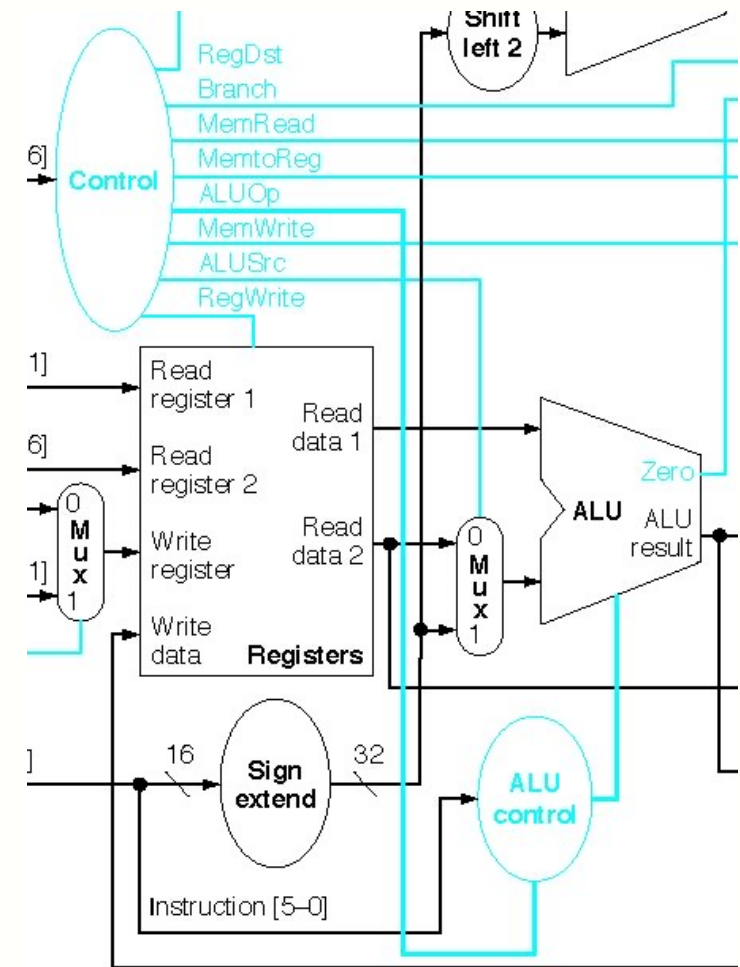 Shift
left 2
RegDst
Branch
MemRead
MemtoReg
ALUOp
MemWrite
ALUSrc
RegWrite
6]
Control
1]
Read
register 1
Read
data 1
6]
Read
register 2
Zero
0
M
u
x
1
1]
Write
register
Read
data 2
0
M
u
x
1
ALU
ALU
result
Write
data
Registers
]
16
Sign
extend
32
ALU
control
Instruction [5–0]